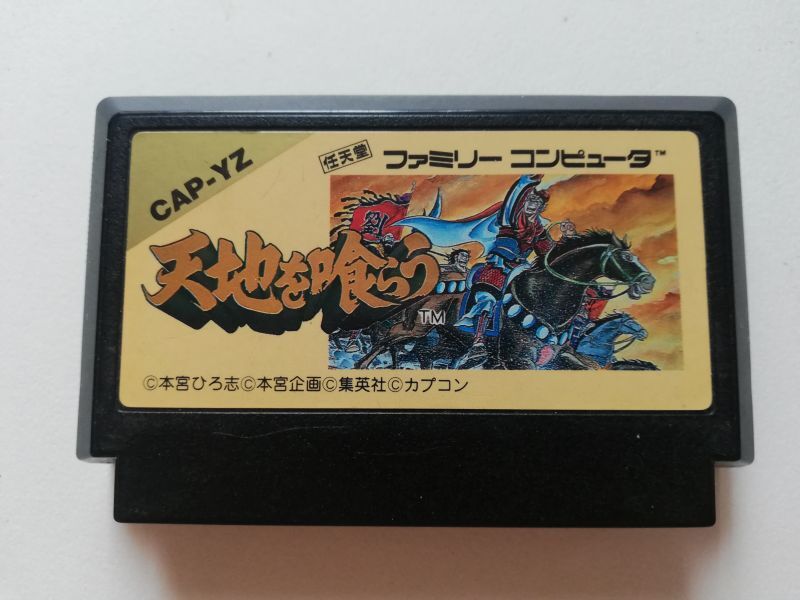 CAP-YZ
任天堂 ファミリー コンピュータ™
劉
天地を喰らう
TM
©本宮ひろ志©本宮企画©集英社©カプコン